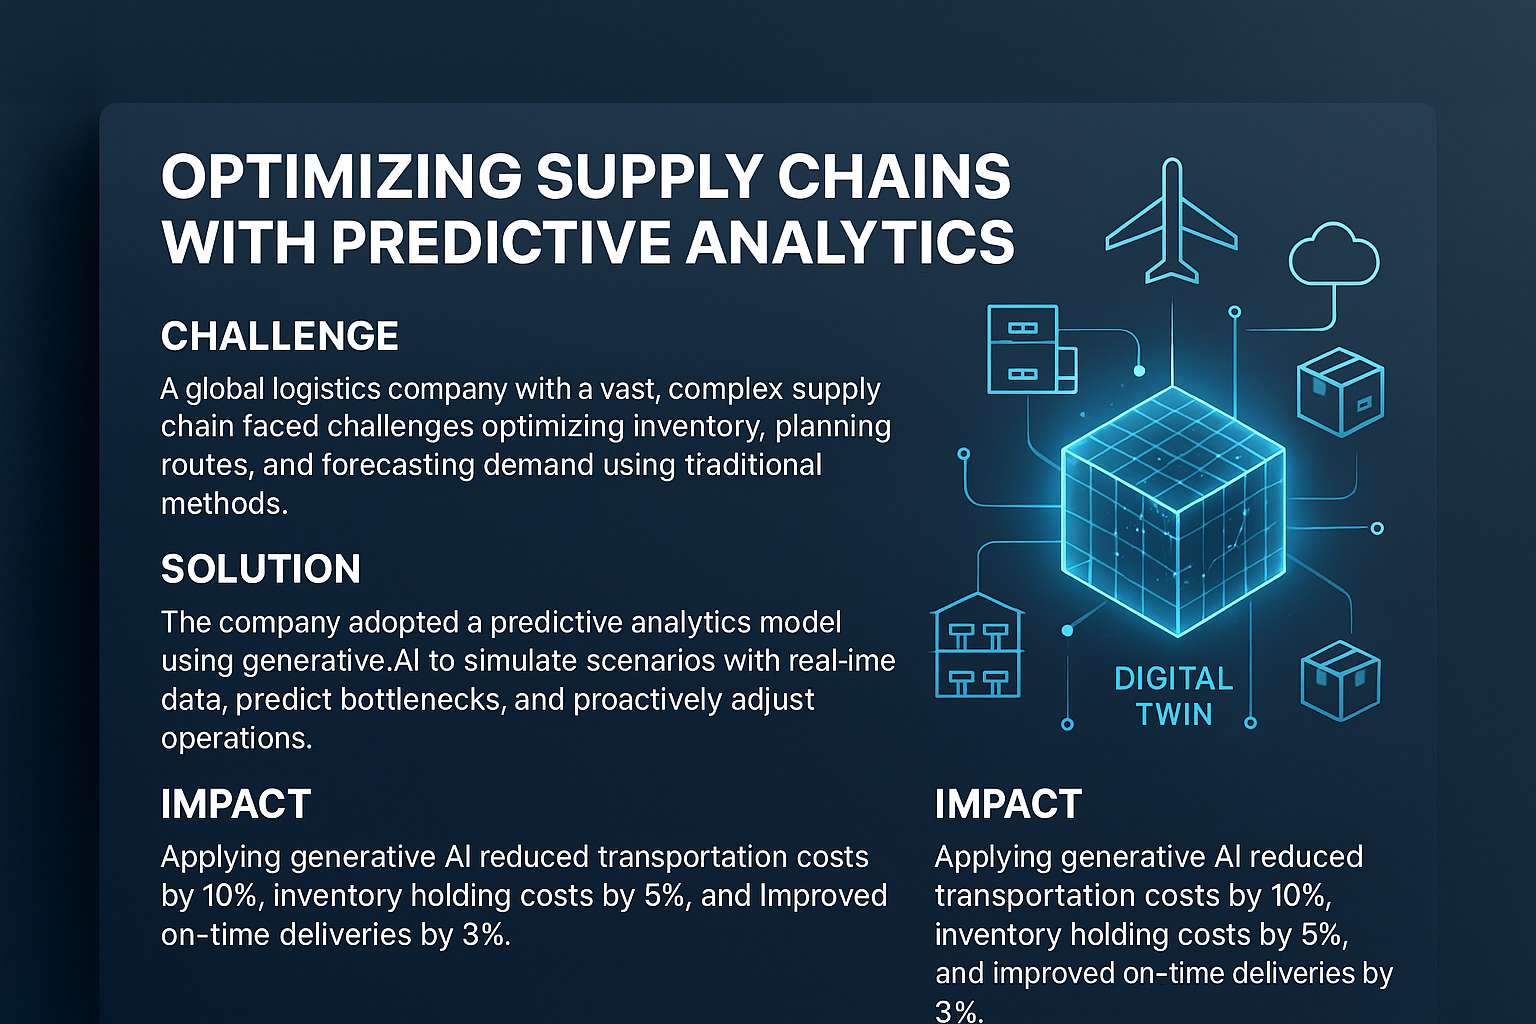 OPTIMIZING SUPPLY CHAINS
WITH PREDICTIVE ANALYTICS
CHALLENGE
A global logistics company with a vast, complex supply
chain faced challenges optimizing inventory, planning
routes, and forecasting demand using traditional
methods.
SOLUTION
The company adopted a predictive analytics model
using generative.AI to simulate scenarios with real-ime
data, predict bottlenecks, and proactively adjust
operations.
DIGITAL
TWIN
IMPACT
Applying generative AI reduced transportation costs
by 10%, inventory holding costs by 5%, and Improved
on-time deliveries by 3%.
IMPACT
Applying generative AI reduced
transportation costs by 10%,
inventory holding costs by 5%,
and improved on-time deliveries by
3%.